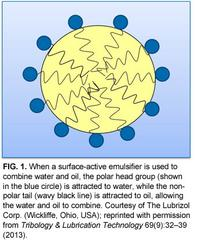 FIG. 1. When a surface-active emulsifier is used to
combine water and oil, the polar head group (shown
in the blue circle) is attracted to water, while the non-
polar tail (wavy black line) is attracted to oil, allowing
the water and oil to combine. Courtesy of The Lubrizol
Corp. (Wickliffe, Ohio, USA); reprinted with permission
from Tribology & Lubrication Technology 69(9):32–39
(2013).